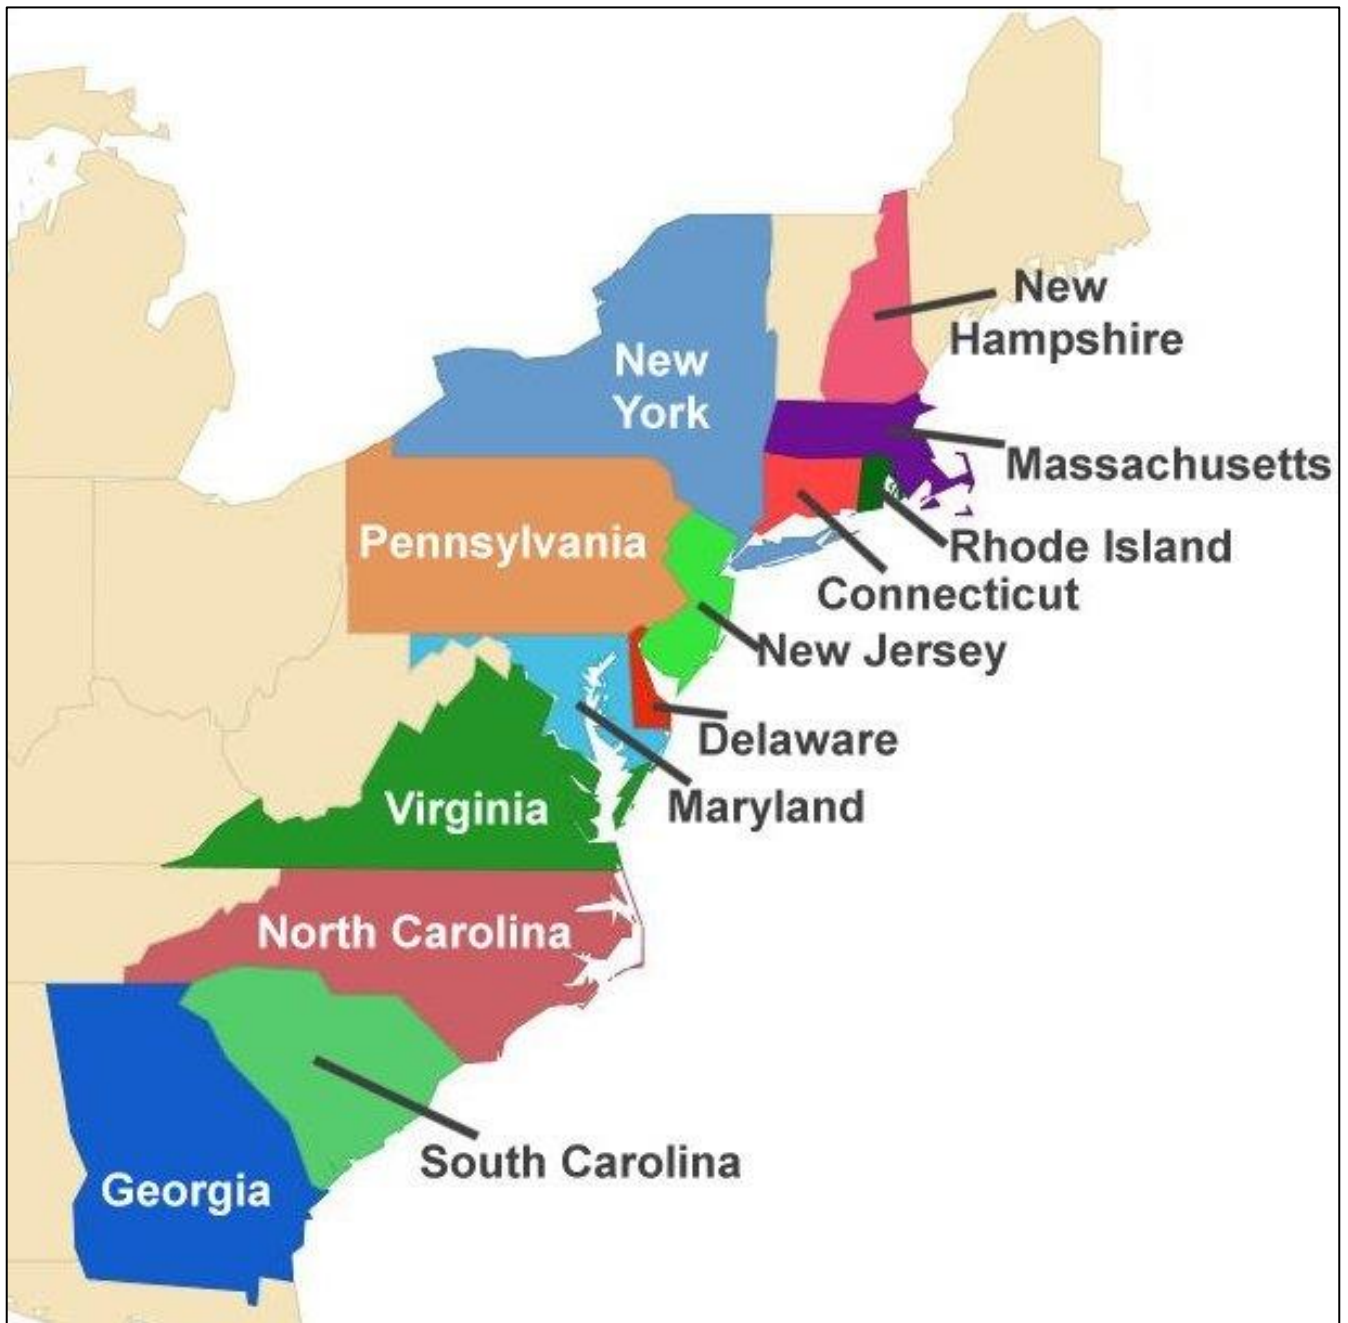 New
Hampshire
New
York
Massachusetts
Pennsylvania
Rhode Island
Connecticut
New Jersey
Delaware
Maryland
Virginia
North Carolina
South Carolina
Georgia